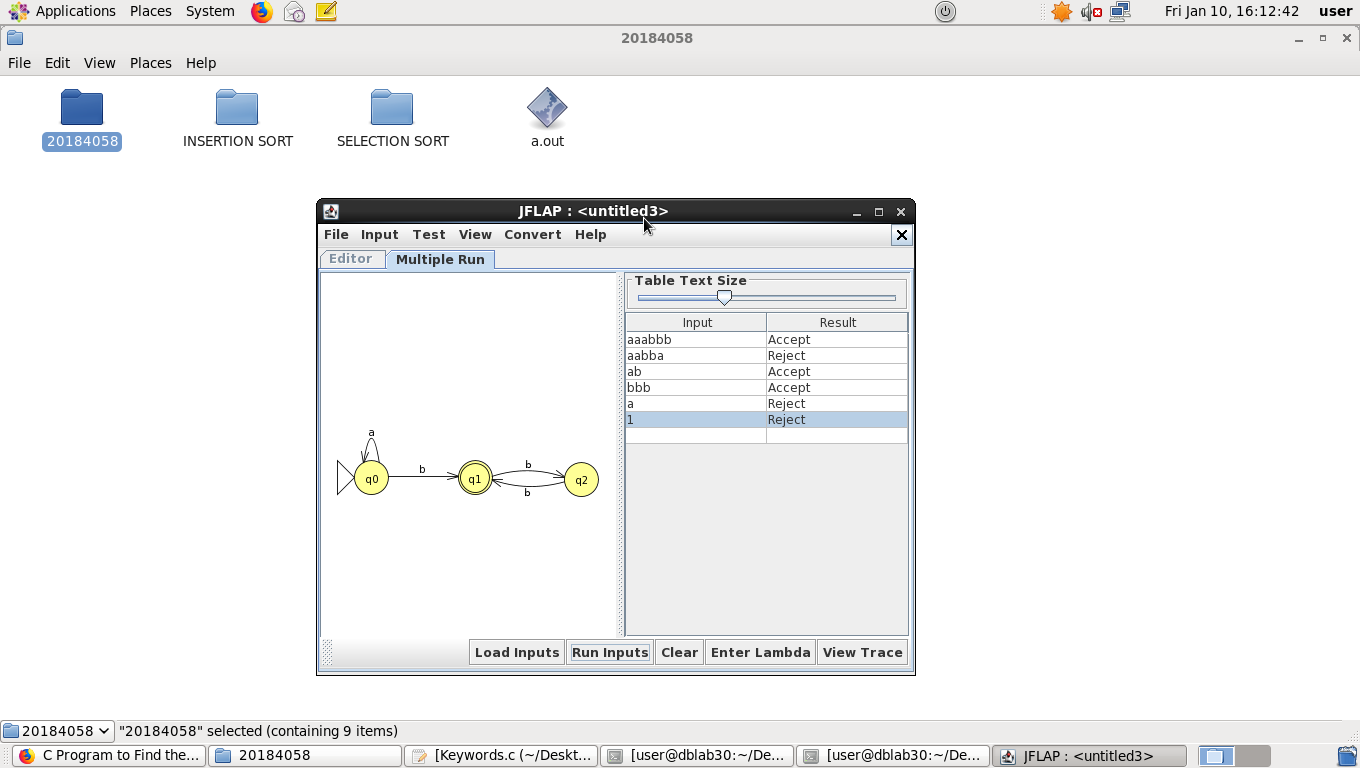 Applications Places System Fri Jan 10, 16:12:42 user
20184058
File Edit View Places Help
20184058 INSERTION SORT SELECTION SORT a.out
JFLAP : <untitled3>
File Input Test View Convert Help
Editor Multiple Run
Table Text Size
Input Result
aaabbb Accept
aabba Reject
ab Accept
bbb Accept
a Reject
1 Reject
a
b b
q0 q1 q2
b
Load Inputs Run Inputs Clear Enter Lambda View Trace
20184058 "20184058" selected (containing 9 items)
C Program to Find the... 20184058 [Keywords.c (~/Deskt... [user@dblab30:~/De... [user@dblab30:~/De... JFLAP : <untitled3>